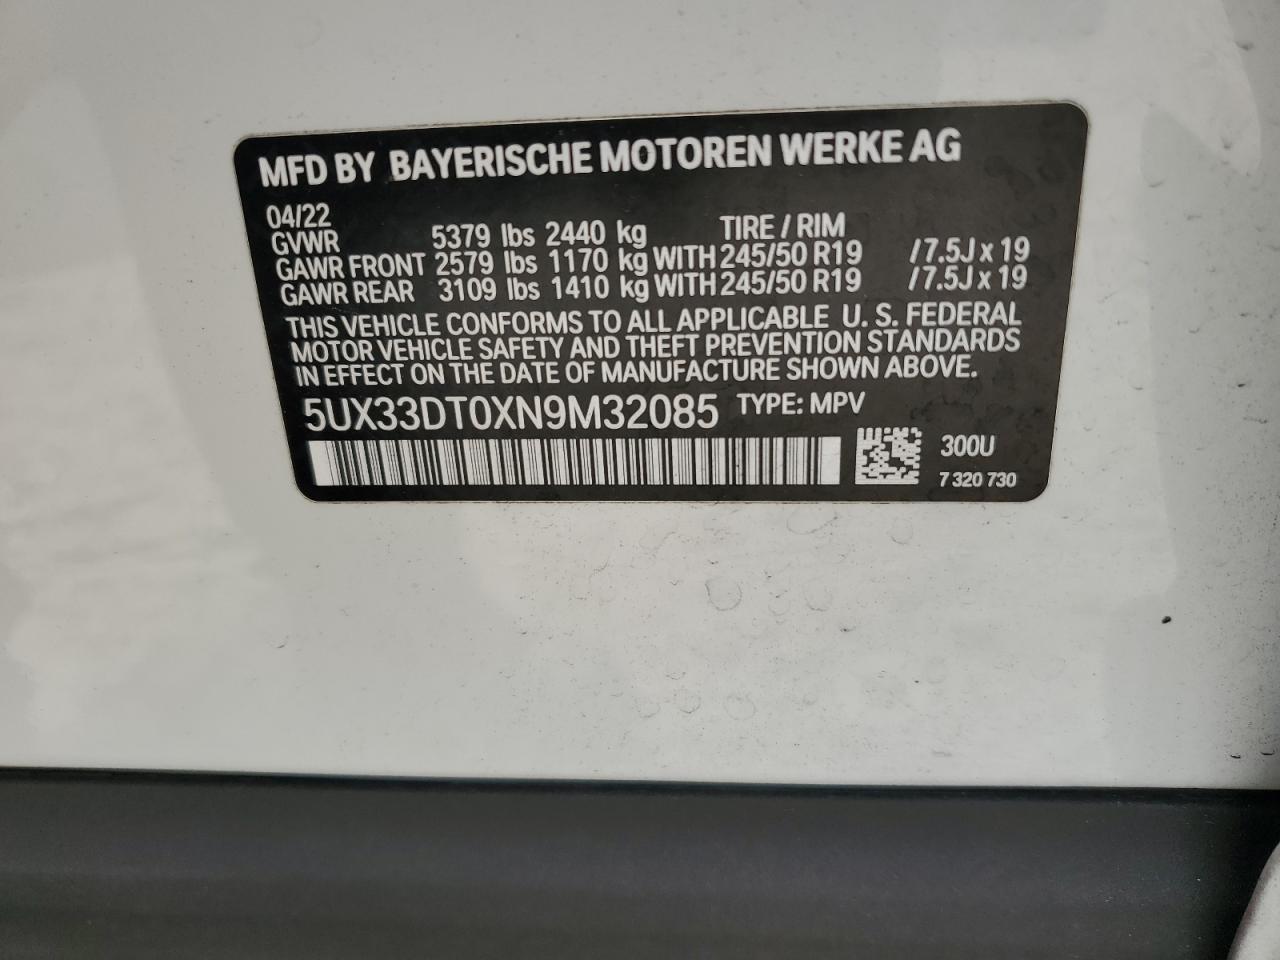 MFD BY BAYERISCHE MOTOREN WERKE AG
04/22
GVWR 5379 lbs 2440 kg TIRE / RIM
GAWR FRONT 2579 lbs 1170 kg WITH 245/50 R19 /7.5J x 19
GAWR REAR 3109 lbs 1410 kg WITH 245/50 R19 /7.5J x 19
THIS VEHICLE CONFORMS TO ALL APPLICABLE U. S. FEDERAL
MOTOR VEHICLE SAFETY AND THEFT PREVENTION STANDARDS
IN EFFECT ON THE DATE OF MANUFACTURE SHOWN ABOVE.
5UX33DT0XN9M32085 TYPE: MPV
300U
7 320 730